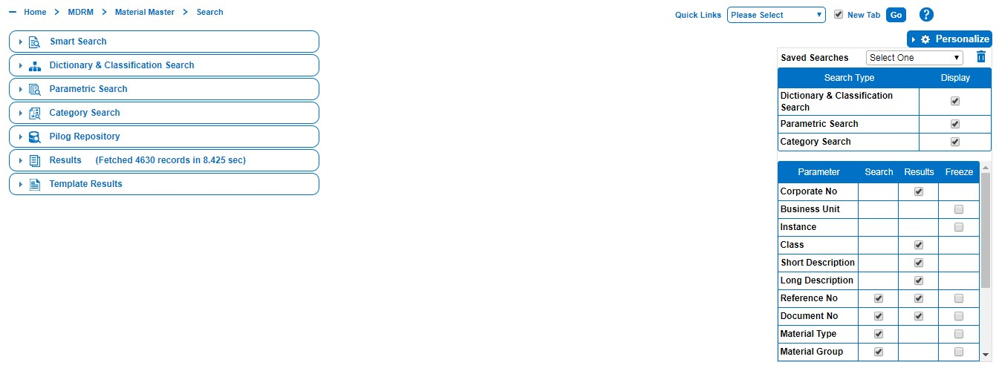 Home > MDRM > Material Master > Search
Quick Links Please Select New Tab Go ?
Smart Search
Dictionary & Classification Search
Parametric Search
Category Search
Pilog Repository
Results (Fetched 4630 records in 8.425 sec)
Template Results
Personalize
Saved Searches Select One
Search Type Display
Dictionary & Classification
Search
Parametric Search
Category Search
Parameter Search Results Freeze
Corporate No
Business Unit
Instance
Class
Short Description
Long Description
Reference No
Document No
Material Type
Material Group